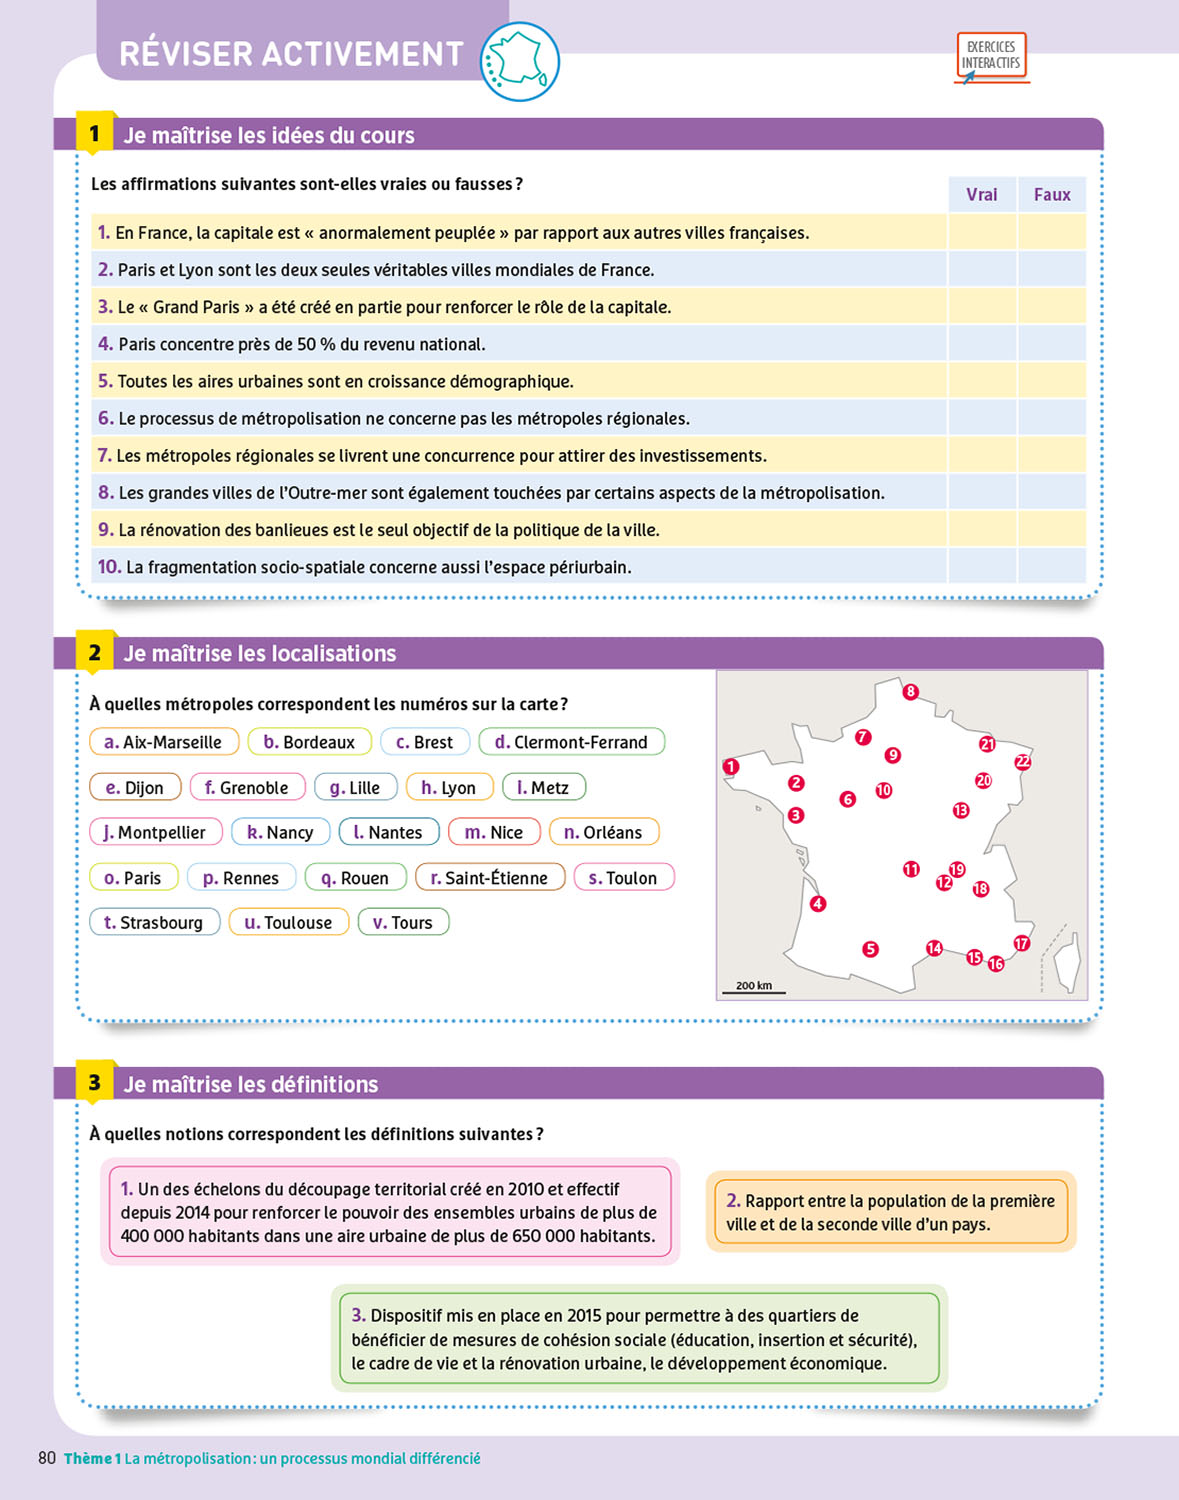 RÉVISER ACTIVEMENT
EXERCICES
INTERACTIFS
1 Je maîtrise les idées du cours
Les affirmations suivantes sont-elles vraies ou fausses ?
Vrai Faux
1. En France, la capitale est « anormalement peuplée » par rapport aux autres villes françaises.
2. Paris et Lyon sont les deux seules véritables villes mondiales de France.
3. Le « Grand Paris » a été créé en partie pour renforcer le rôle de la capitale.
4. Paris concentre près de 50 % du revenu national.
5. Toutes les aires urbaines sont en croissance démographique.
6. Le processus de métropolisation ne concerne pas les métropoles régionales.
7. Les métropoles régionales se livrent une concurrence pour attirer des investissements.
8. Les grandes villes de l'Outre-mer sont également touchées par certains aspects de la métropolisation.
9. La rénovation des banlieues est le seul objectif de la politique de la ville.
10. La fragmentation socio-spatiale concerne aussi l'espace périurbain.
2 Je maîtrise les localisations
À quelles métropoles correspondent les numéros sur la carte ?
a. Aix-Marseille b. Bordeaux c. Brest d. Clermont-Ferrand
e. Dijon f. Grenoble g. Lille h. Lyon i. Metz
j. Montpellier k. Nancy l. Nantes m. Nice n. Orléans
o. Paris p. Rennes q. Rouen r. Saint-Étienne s. Toulon
t. Strasbourg u. Toulouse v. Tours
8
7
21
9
22
1
2
20
10
6
3
13
11
19
12
18
4
17
14
5
15
16
200 km
3 Je maîtrise les définitions
À quelles notions correspondent les définitions suivantes ?
1. Un des échelons du découpage territorial créé en 2010 et effectif
depuis 2014 pour renforcer le pouvoir des ensembles urbains de plus de
400 000 habitants dans une aire urbaine de plus de 650 000 habitants.
2. Rapport entre la population de la première
ville et de la seconde ville d'un pays.
3. Dispositif mis en place en 2015 pour permettre à des quartiers de
bénéficier de mesures de cohésion sociale (éducation, insertion et sécurité),
le cadre de vie et la rénovation urbaine, le développement économique.
80 Thème 1 La métropolisation : un processus mondial différencié